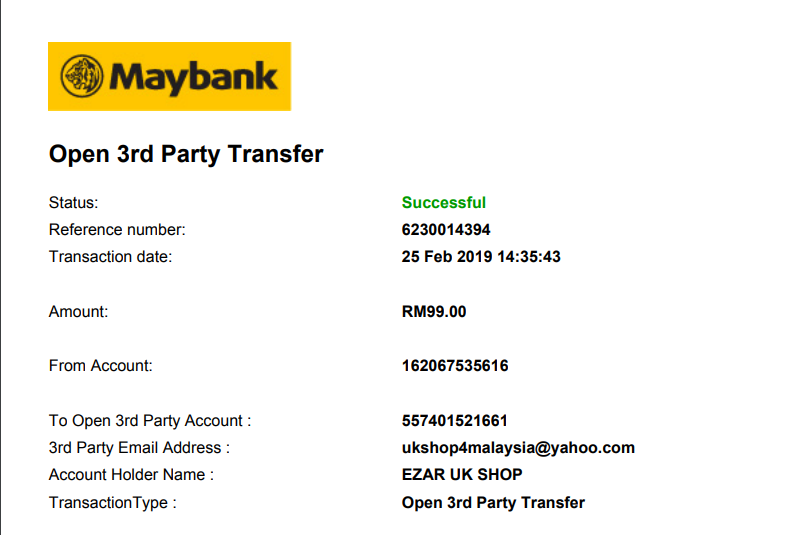 Maybank
Open 3rd Party Transfer
Status: Successful
Reference number: 6230014394
Transaction date: 25 Feb 2019 14:35:43
Amount: RM99.00
From Account: 162067535616
To Open 3rd Party Account : 557401521661
3rd Party Email Address : ukshop4malaysia@yahoo.com
Account Holder Name : EZAR UK SHOP
TransactionType : Open 3rd Party Transfer